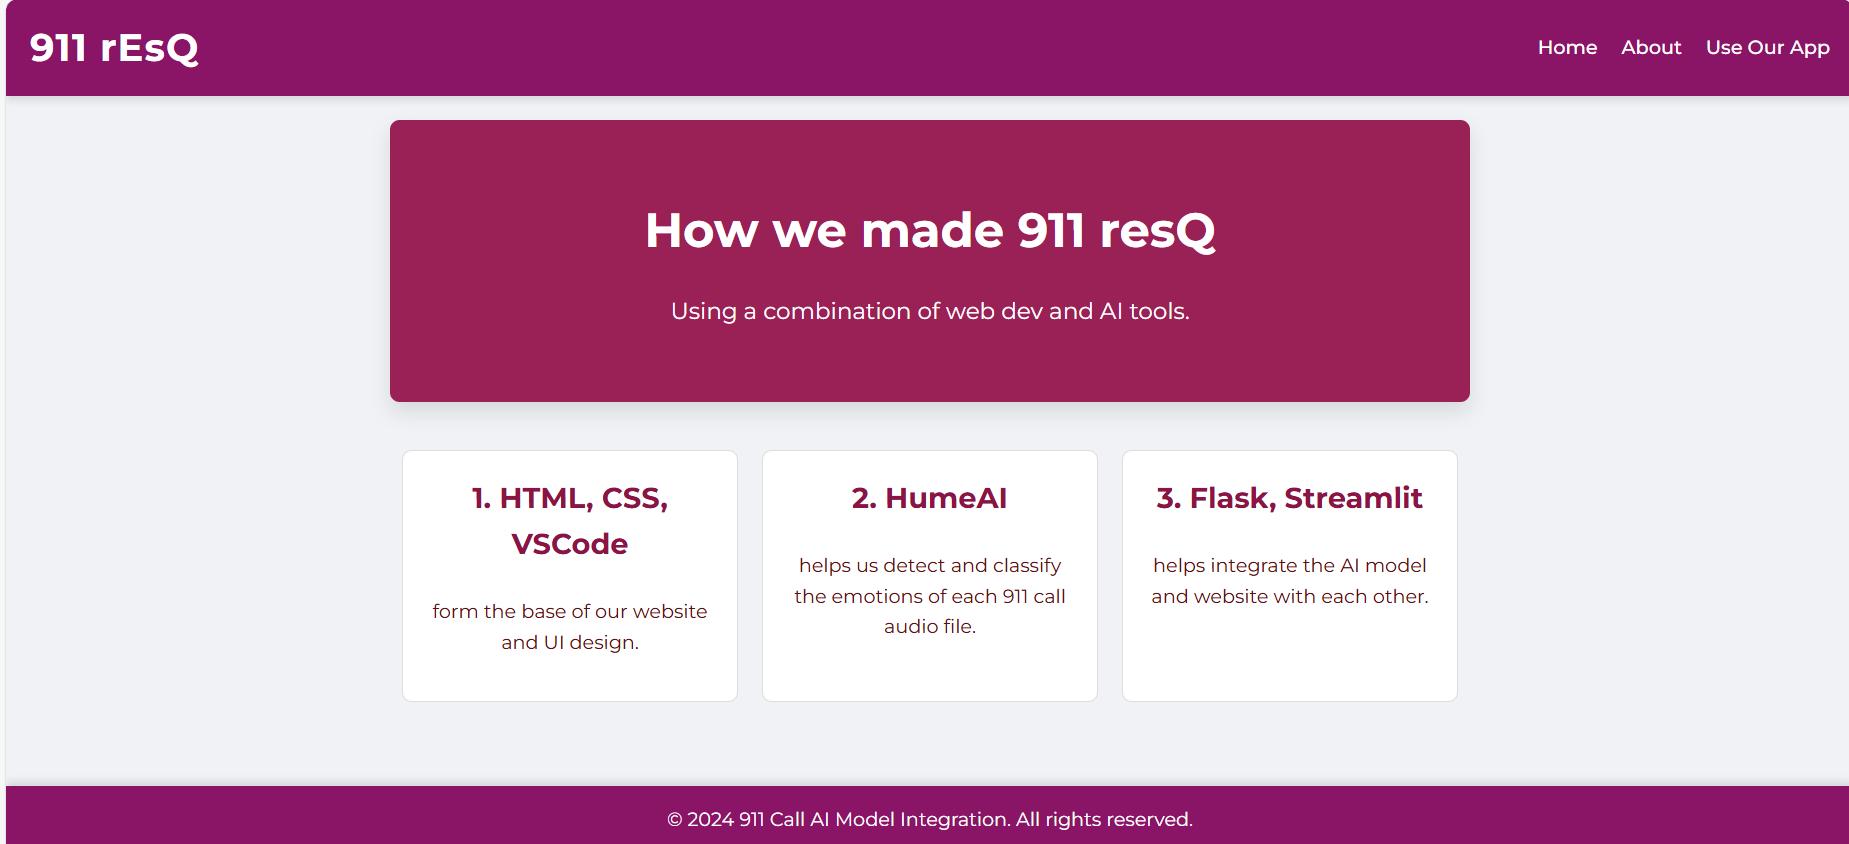 911 rEsQ
Home About Use Our App
How we made 911 resQ
Using a combination of web dev and AI tools.
1. HTML, CSS,
VSCode
form the base of our website
and UI design.
2. HumeAI
helps us detect and classify
the emotions of each 911 call
audio file.
3. Flask, Streamlit
helps integrate the AI model
and website with each other.
© 2024 911 Call AI Model Integration. All rights reserved.